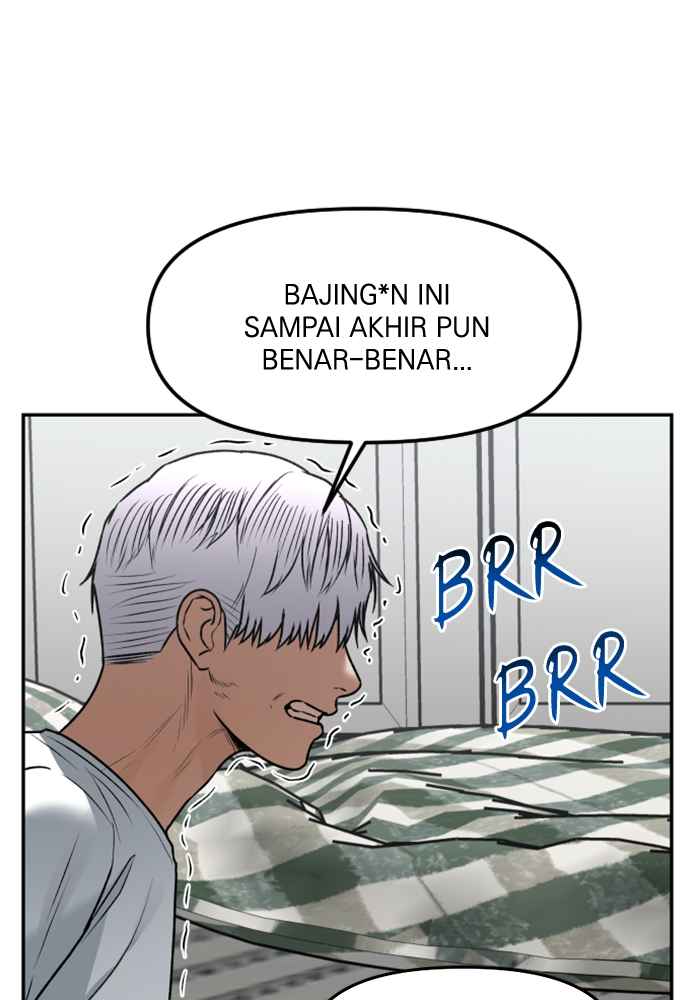 BAJING*N INI
SAMPAI AKHIR PUN
BENAR-BENAR...
BRR
BRR